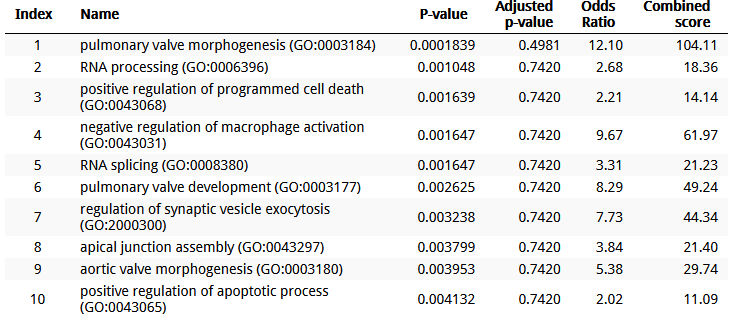 Index Name P-value Adjusted p-value Odds Ratio Combined score
1 pulmonary valve morphogenesis (GO:0003184) 0.0001839 0.4981 12.10 104.11
2 RNA processing (GO:0006396) 0.001048 0.7420 2.68 18.36
3 positive regulation of programmed cell death
(GO:0043068) 0.001639 0.7420 2.21 14.14
4 negative regulation of macrophage activation
(GO:0043031) 0.001647 0.7420 9.67 61.97
5 RNA splicing (GO:0008380) 0.001647 0.7420 3.31 21.23
6 pulmonary valve development (GO:0003177) 0.002625 0.7420 8.29 49.24
7 regulation of synaptic vesicle exocytosis
(GO:2000300) 0.003238 0.7420 7.73 44.34
8 apical junction assembly (GO:0043297) 0.003799 0.7420 3.84 21.40
9 aortic valve morphogenesis (GO:0003180) 0.003953 0.7420 5.38 29.74
10 positive regulation of apoptotic process
(GO:0043065) 0.004132 0.7420 2.02 11.09